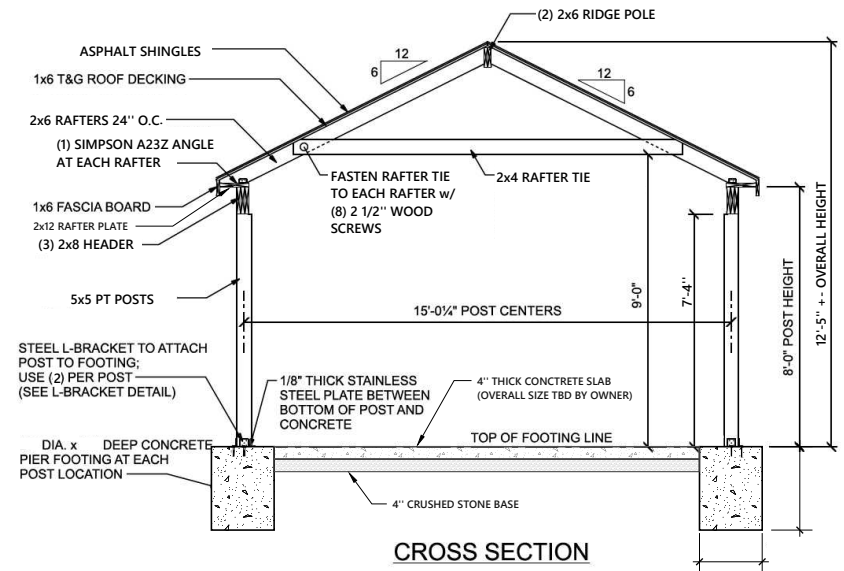 (2) 2x6 RIDGE POLE
ASPHALT SHINGLES
12
6
1x6 T&G ROOF DECKING
12
6
2x6 RAFTERS 24'' O.C.
(1) SIMPSON A23Z ANGLE
AT EACH RAFTER
FASTEN RAFTER TIE
TO EACH RAFTER w/
(8) 2 1/2'' WOOD
SCREWS
2x4 RAFTER TIE
1x6 FASCIA BOARD
2x12 RAFTER PLATE
(3) 2x8 HEADER
5x5 PT POSTS
15'-0¼" POST CENTERS
9'-0''
7'-4''
8'-0'' POST HEIGHT
12'-5'' +- OVERALL HEIGHT
STEEL L-BRACKET TO ATTACH
POST TO FOOTING;
USE (2) PER POST
(SEE L-BRACKET DETAIL)
1/8" THICK STAINLESS
STEEL PLATE BETWEEN
BOTTOM OF POST AND
CONCRETE
4'' THICK CONCRETE SLAB
(OVERALL SIZE TBD BY OWNER)
TOP OF FOOTING LINE
DIA. x DEEP CONCRETE
PIER FOOTING AT EACH
POST LOCATION
4'' CRUSHED STONE BASE
CROSS SECTION